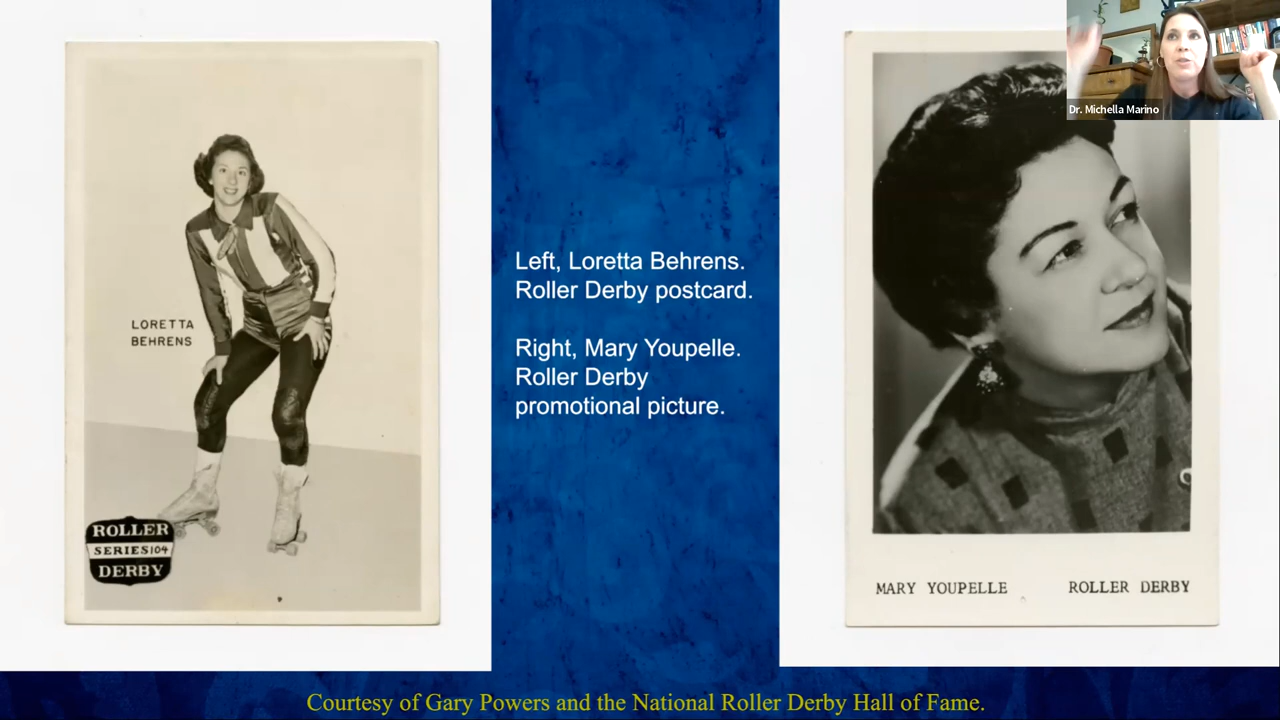 LORETTA
BEHRENS
ROLLER
SERIES 104
DERBY
Left, Loretta Behrens.
Roller Derby postcard.
Right, Mary Youpelle.
Roller Derby
promotional picture.
Dr. Michella Marino
MARY YOUPELLE ROLLER DERBY
Courtesy of Gary Powers and the National Roller Derby Hall of Fame.